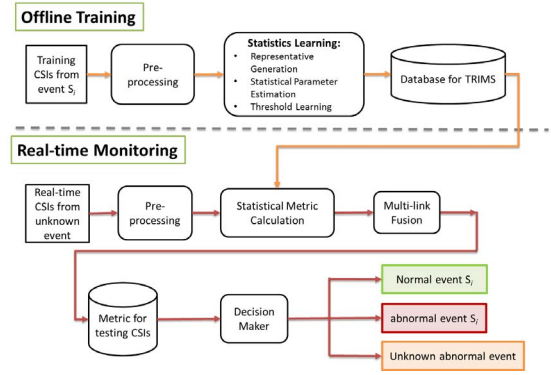 Offline Training
Training
CSIs from
event Si
Pre-
processing
Statistics Learning:
• Representative
Generation
• Statistical Parameter
Estimation
• Threshold Learning
Database for TRIMS
Real-time Monitoring
Real-time
CSIs from
unknown
event
Pre-
processing
Statistical Metric
Calculation
Multi-link
Fusion
Metric for
testing CSIs
Decision
Maker
Normal event Si
abnormal event Si
Unknown abnormal event